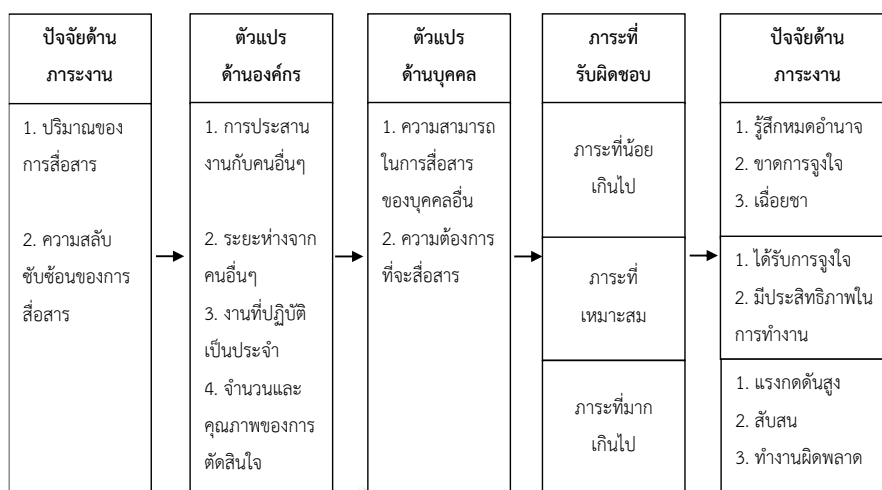 ปัจจัยด้าน
ภาระงาน
1. ปริมาณของ
การสื่อสาร
2. ความสลับ
ซับซ้อนของการ
สื่อสาร
ตัวแปร
ด้านองค์กร
1. การประสาน
งานกับคนอื่นๆ
2. ระยะห่างจาก
คนอื่นๆ
3. งานที่ปฏิบัติ
เป็นประจำ
4. จำนวนและ
คุณภาพของการ
ตัดสินใจ
ตัวแปร
ด้านบุคคล
1. ความสามารถ
ในการสื่อสาร
ของบุคคลอื่น
2. ความต้องการ
ที่จะสื่อสาร
ภาระที่
รับผิดชอบ
ภาระที่น้อย
เกินไป
ภาระที่
เหมาะสม
ภาระที่มาก
เกินไป
ปัจจัยด้าน
ภาระงาน
1. รู้สึกหมดอำนาจ
2. ขาดการจูงใจ
3. เฉื่อยชา
1. ได้รับการจูงใจ
2. มีประสิทธิภาพใน
การทำงาน
1. แรงกดดันสูง
2. สับสน
3. ทำงานผิดพลาด